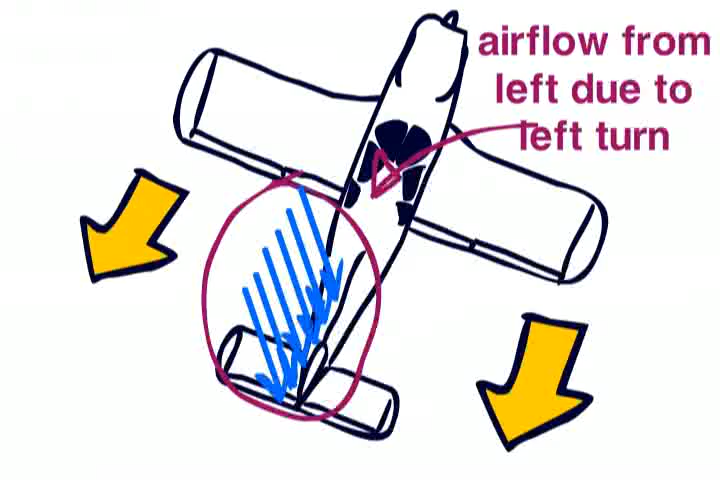 airflow from
left due to
left turn